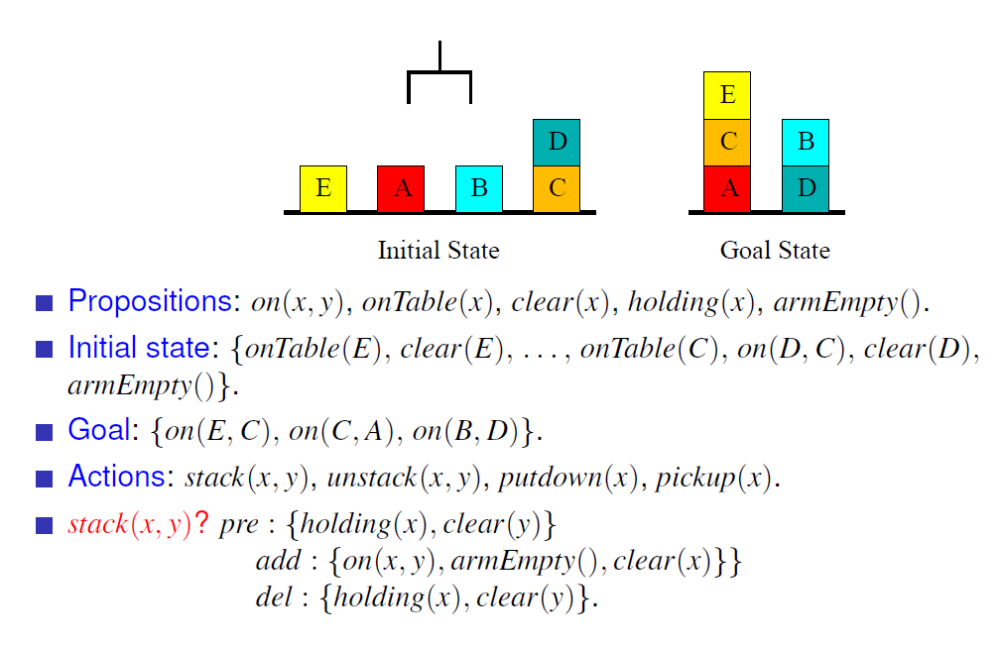 E
C
B
D
E
A
B
C
A
D
Initial State
Goal State
Propositions: on(x, y), onTable(x), clear(x), holding(x), armEmpty().
Initial state: {onTable(E), clear(E), . . . , onTable(C), on(D, C), clear(D),
armEmpty()}.
Goal: {on(E, C), on(C, A), on(B, D)}.
Actions: stack(x, y), unstack(x, y), putdown(x), pickup(x).
stack(x, y)? pre : {holding(x), clear(y)}
add : {on(x, y), armEmpty(), clear(x)}}
del : {holding(x), clear(y)}.